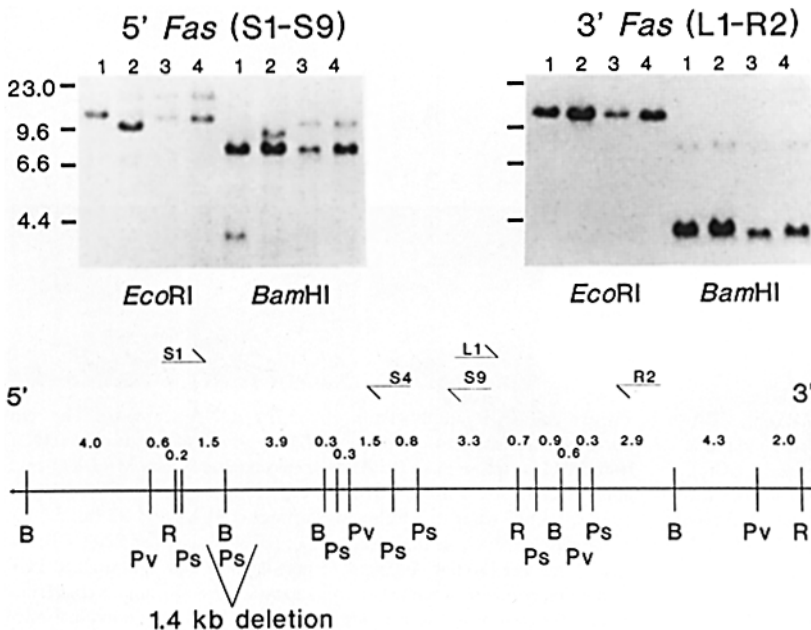 5' Fas (S1-S9)
3' Fas (L1-R2)
1 2 3 4 1 2 3 4
1 2 3 4 1 2 3 4
23.0
9.6
6.6
4.4
EcoRI BamHI
EcoRI BamHI
S1 L1
S4 S9 R2
5' 3'
4.0 0.6 0.2 1.5 3.9 0.3 0.3 1.5 0.8 3.3 0.7 0.9 0.6 0.3 2.9 4.3 2.0
B Pv R Ps B Ps B Ps Pv Ps Ps R Ps B Pv Ps B Pv R
1.4 kb deletion